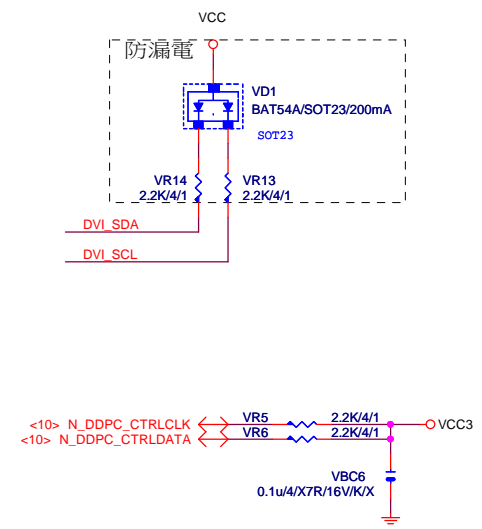 VCC
防漏電
VD1
BAT54A/SOT23/200mA
SOT23
VR14
2.2K/4/1
VR13
2.2K/4/1
DVI_SDA
DVI_SCL
<10> N_DDPC_CTRLCLK
VR5
2.2K/4/1
VCC3
<10> N_DDPC_CTRLDATA
VR6
2.2K/4/1
VBC6
0.1u/4/X7R/16V/K/X